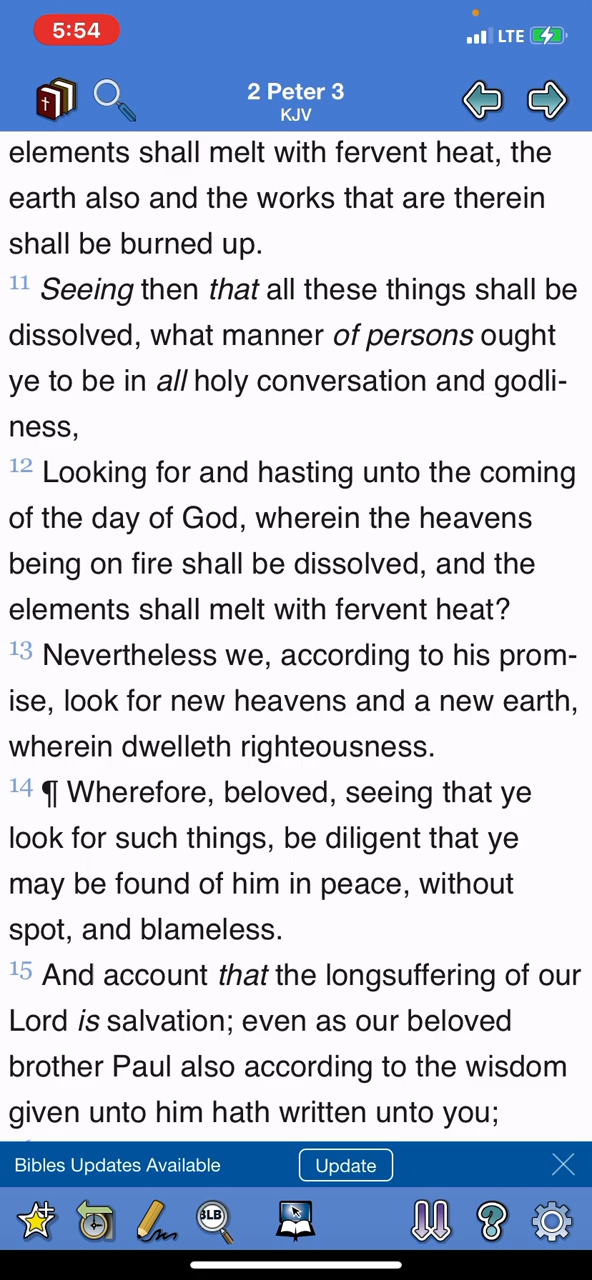 5:54
LTE
2 Peter 3
KJV
elements shall melt with fervent heat, the
earth also and the works that are therein
shall be burned up.
11 Seeing then that all these things shall be
dissolved, what manner of persons ought
ye to be in all holy conversation and godli-
ness,
12 Looking for and hasting unto the coming
of the day of God, wherein the heavens
being on fire shall be dissolved, and the
elements shall melt with fervent heat?
13 Nevertheless we, according to his prom-
ise, look for new heavens and a new earth,
wherein dwelleth righteousness.
14 ¶ Wherefore, beloved, seeing that ye
look for such things, be diligent that ye
may be found of him in peace, without
spot, and blameless.
15 And account that the longsuffering of our
Lord is salvation; even as our beloved
brother Paul also according to the wisdom
given unto him hath written unto you;
Bibles Updates Available
Update
BLB